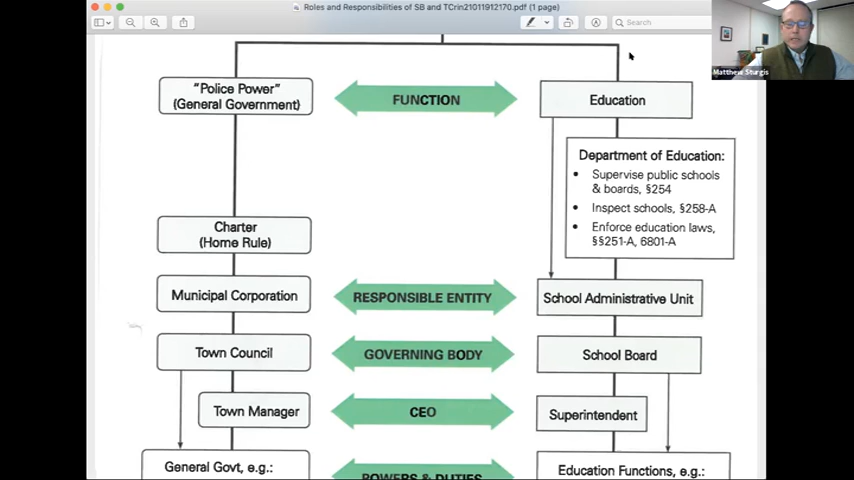 Roles and Responsibilities of SB and TCrin21011912170.pdf (1 page)
Search
Matthew Sturgis
"Police Power"
(General Government)
FUNCTION
Education
Department of Education:
• Supervise public schools
& boards, §254
• Inspect schools, §258-A
• Enforce education laws,
§§251-A, 6801-A
Charter
(Home Rule)
Municipal Corporation
RESPONSIBLE ENTITY
School Administrative Unit
Town Council
GOVERNING BODY
School Board
Town Manager
CEO
Superintendent
General Govt, e.g.:
POWERS & DUTIES
Education Functions, e.g.: